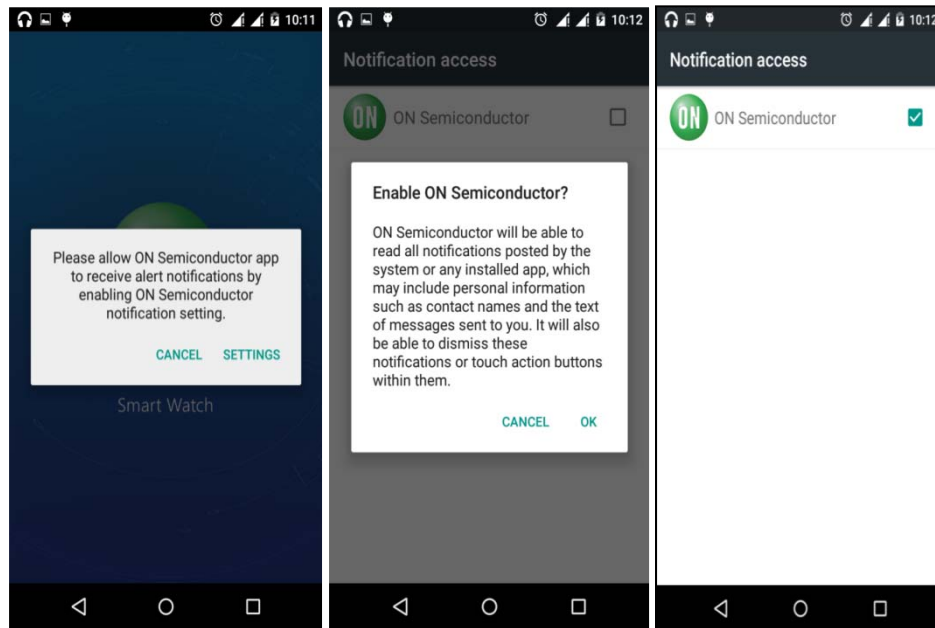 10:11
Please allow ON Semiconductor app
to receive alert notifications by
enabling ON Semiconductor
notification setting.
CANCEL SETTINGS
Smart Watch
10:12
Notification access
ON ON Semiconductor
Enable ON Semiconductor?
ON Semiconductor will be able to
read all notifications posted by the
system or any installed app, which
may include personal information
such as contact names and the text
of messages sent to you. It will also
be able to dismiss these
notifications or touch action buttons
within them.
CANCEL OK
10:12
Notification access
ON ON Semiconductor